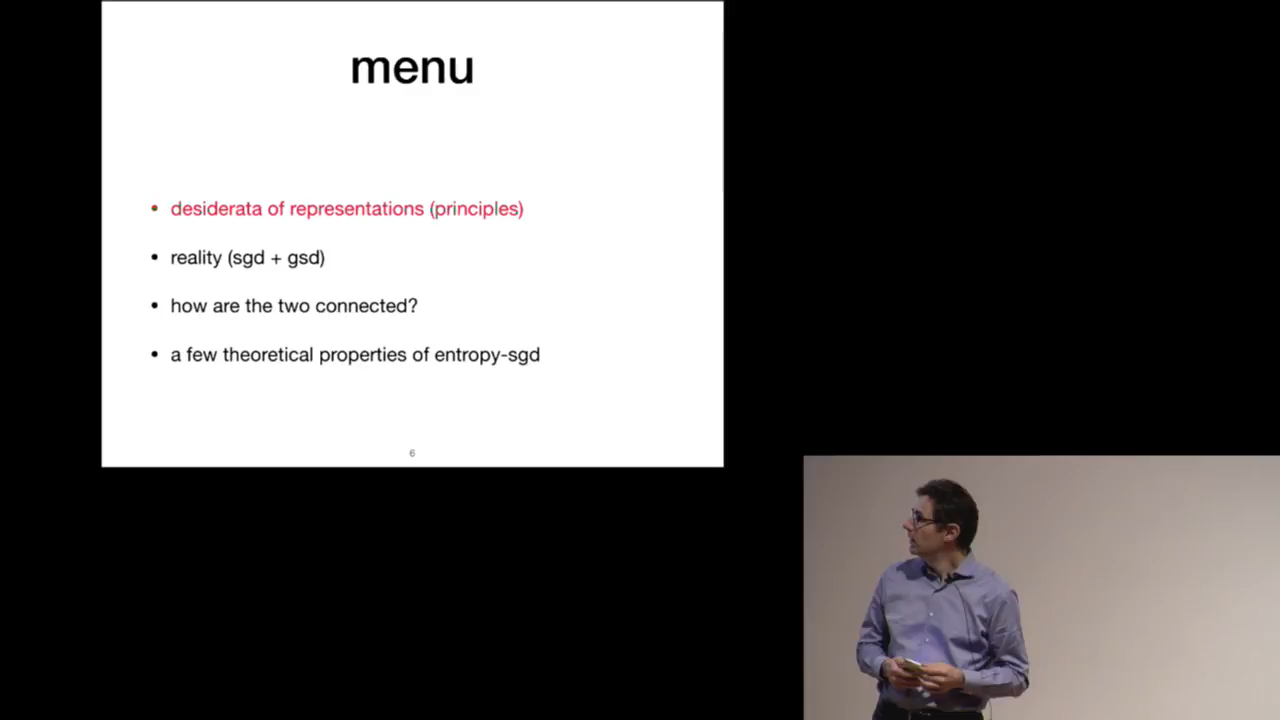 menu
• desiderata of representations (principles)
• reality (sgd + gsd)
• how are the two connected?
• a few theoretical properties of entropy-sgd
6